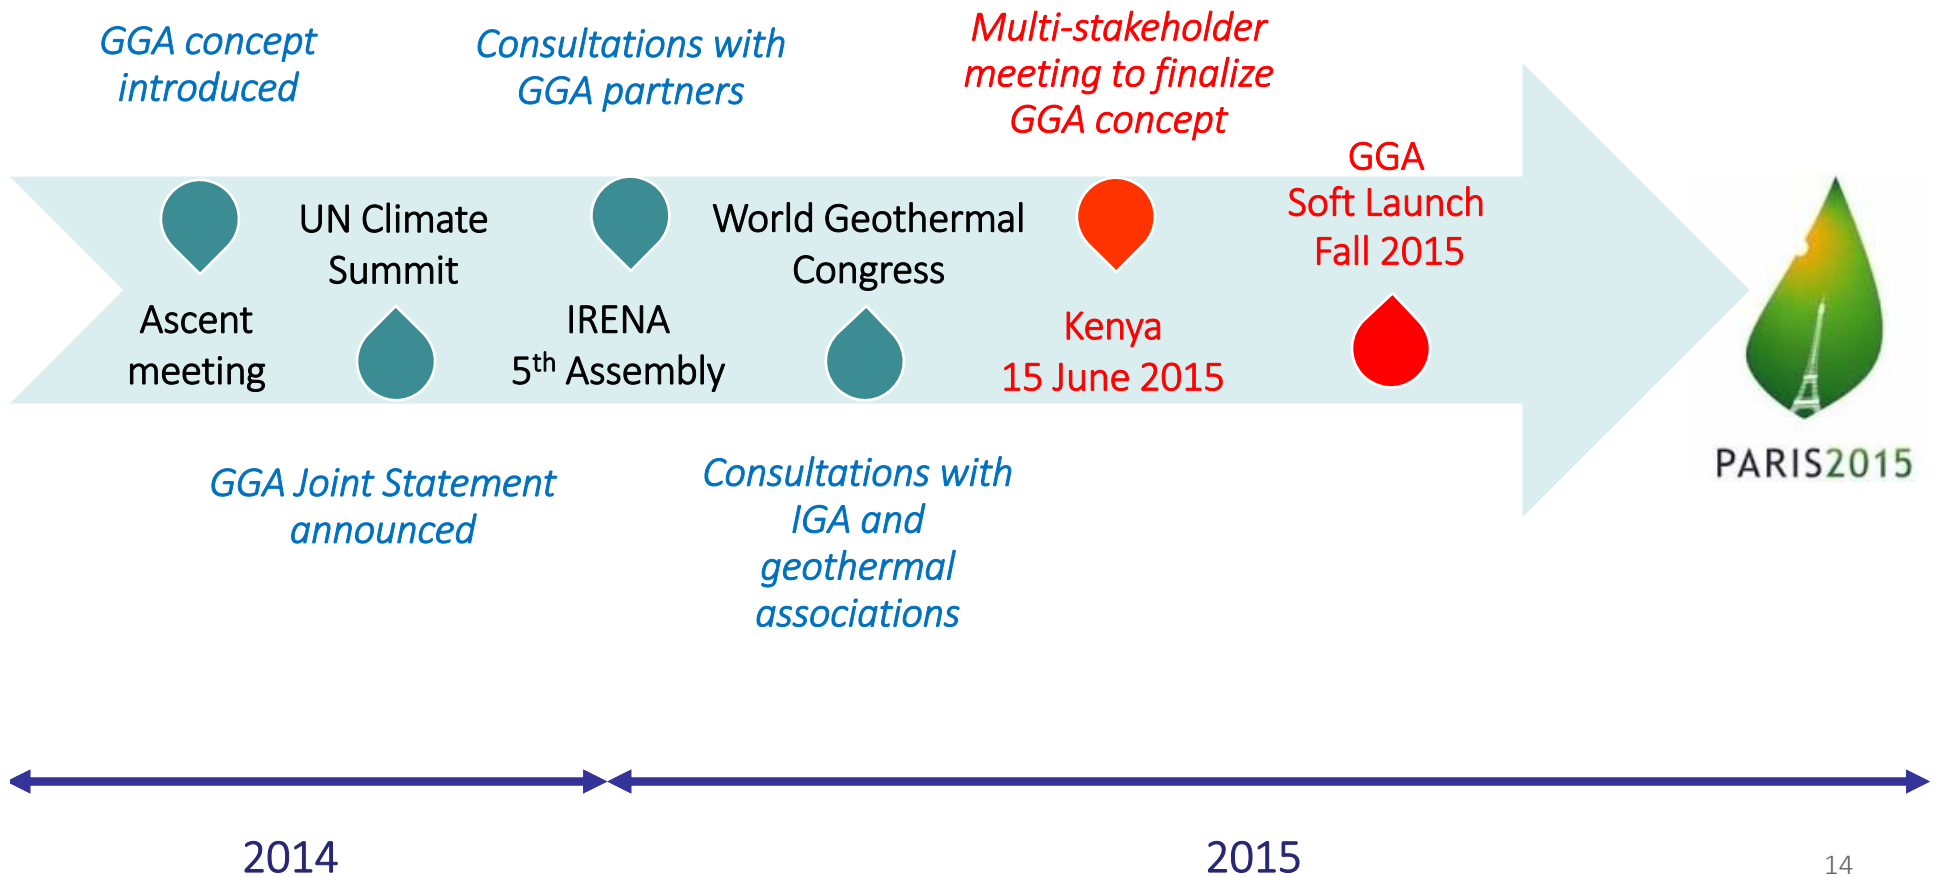 GGA concept
introduced
Consultations with
GGA partners
Multi-stakeholder
meeting to finalize
GGA concept
GGA
Soft Launch
Fall 2015
UN Climate
Summit
World Geothermal
Congress
Ascent
meeting
IRENA
5th Assembly
Kenya
15 June 2015
PARIS2015
GGA Joint Statement
announced
Consultations with
IGA and
geothermal
associations
2014
2015
14